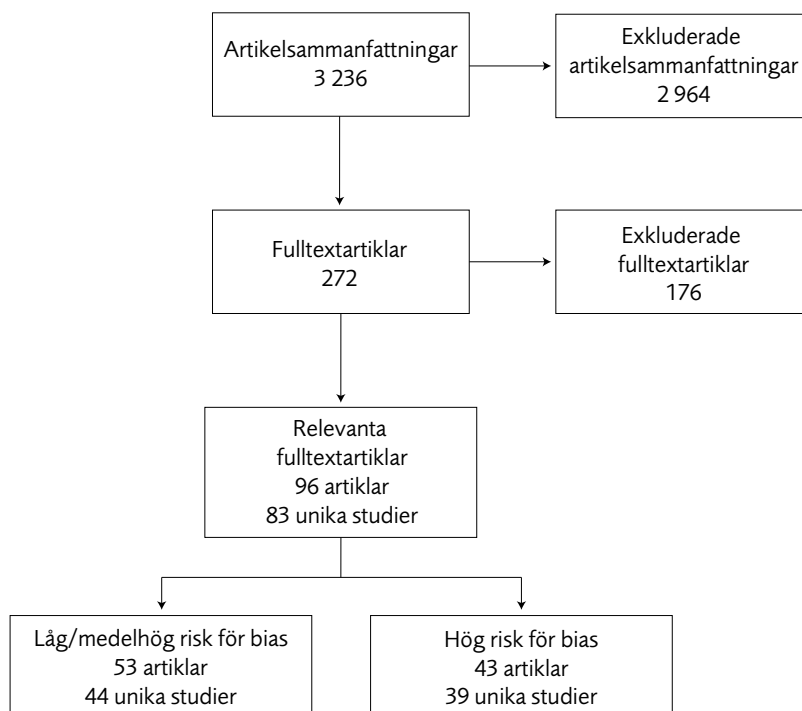 Artikelsammanfattningar
3 236
Exkluderade
artikelsammanfattningar
2 964
Fulltextartiklar
272
Exkluderade
fulltextartiklar
176
Relevanta
fulltextartiklar
96 artiklar
83 unika studier
Låg/medelhög risk för bias
53 artiklar
44 unika studier
Hög risk för bias
43 artiklar
39 unika studier